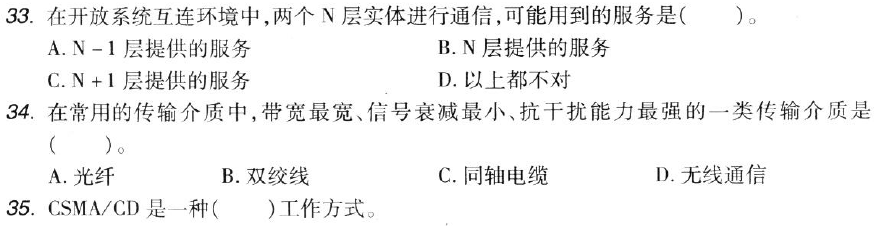 33. 在开放系统互连环境中,两个 N 层实体进行通信,可能用到的服务是(  )。
A. N－1 层提供的服务 B. N 层提供的服务
C. N＋1 层提供的服务 D. 以上都不对
34. 在常用的传输介质中,带宽最宽、信号衰减最小、抗干扰能力最强的一类传输介质是
(  )。
A. 光纤 B. 双绞线 C. 同轴电缆 D. 无线通信
35. CSMA/CD 是一种(  )工作方式。